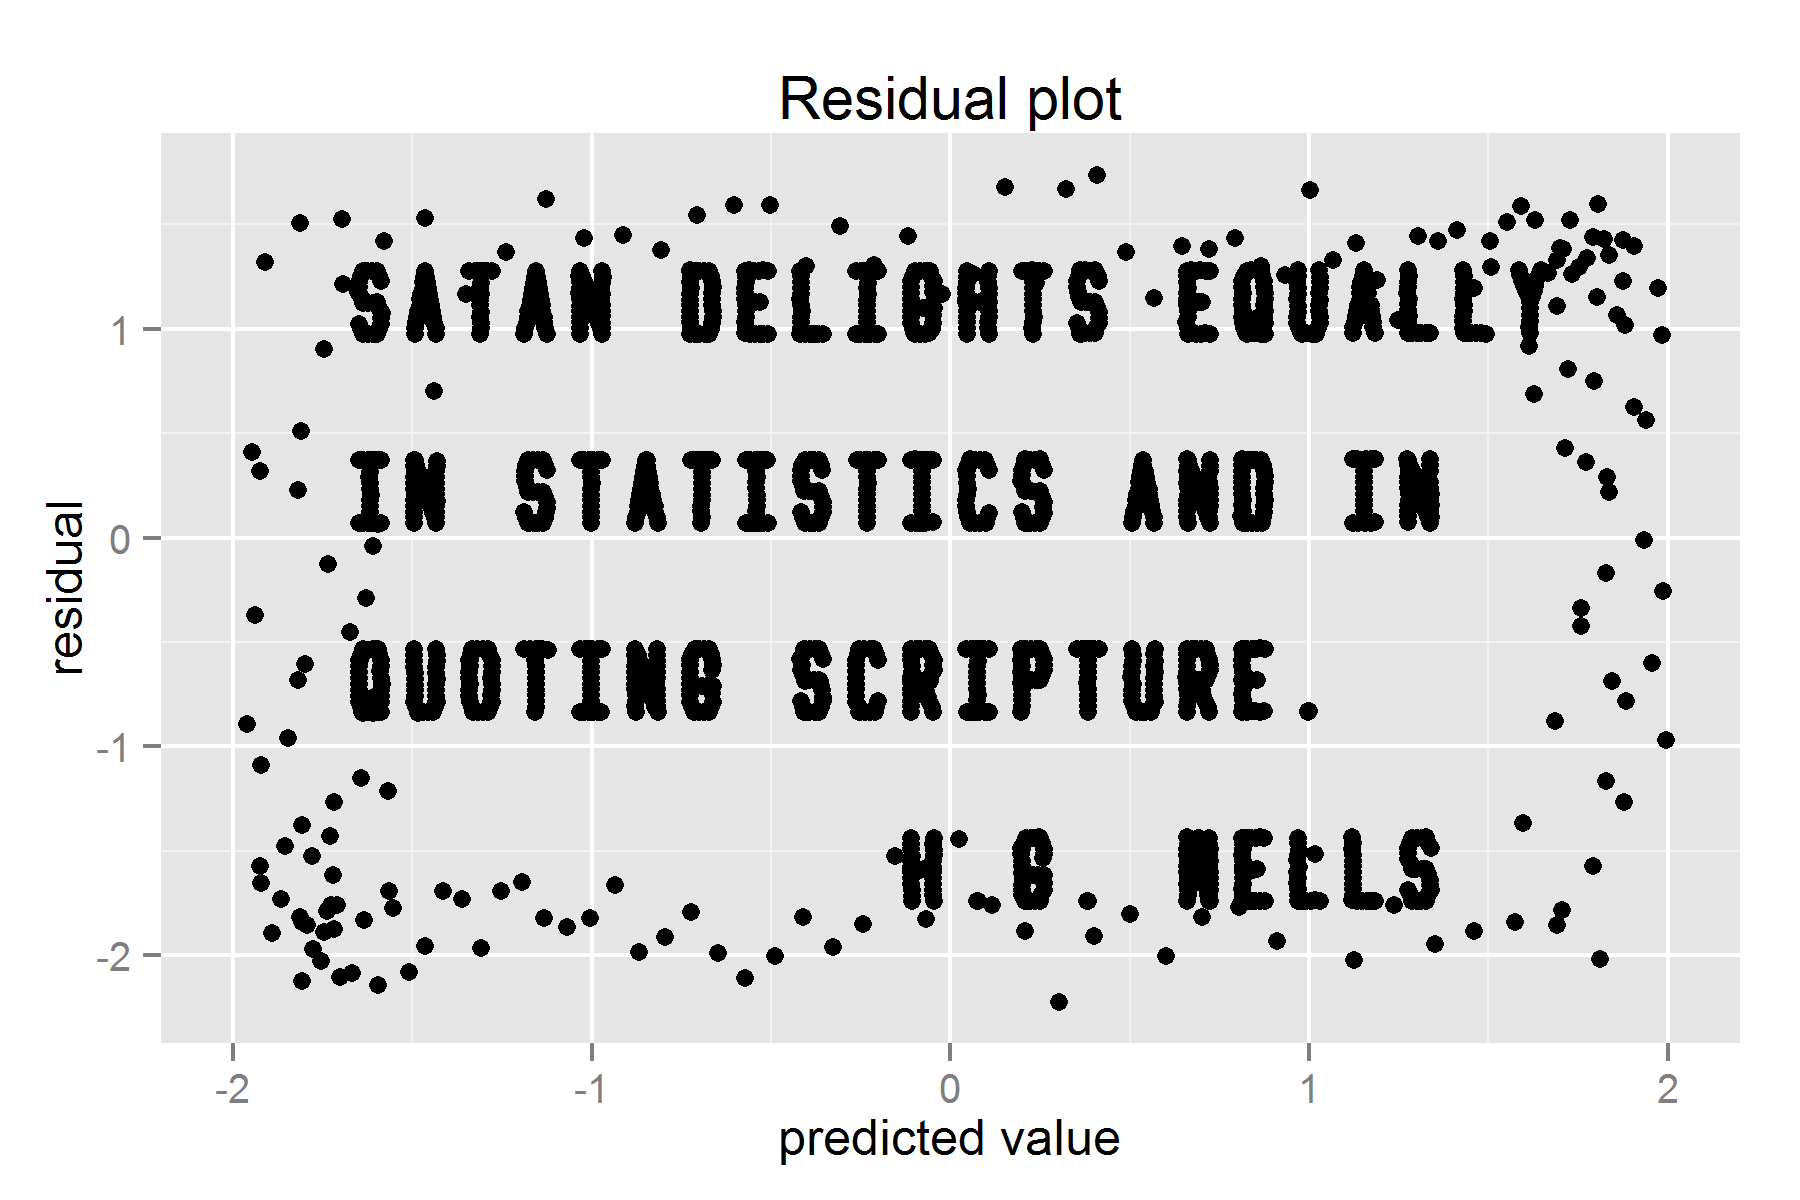 Residual plot
SATAN DELIGHTS EQUALLY
IN STATISTICS AND IN
QUOTING SCRIPTURE.
H G WELLS
residual
1
0
-1
-2
-2 -1 0 1 2
predicted value